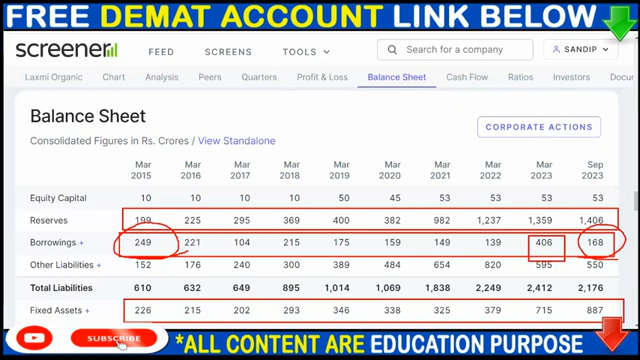 FREE DEMAT ACCOUNT LINK BELOW
screener FEED SCREENS TOOLS Search for a company SANDIP
Laxmi Organic Chart Analysis Peers Quarters Profit & Loss Balance Sheet Cash Flow Ratios Investors Docum
Balance Sheet
Consolidated Figures in Rs. Crores / View Standalone
CORPORATE ACTIONS
Mar 2015 Mar 2016 Mar 2017 Mar 2018 Mar 2019 Mar 2020 Mar 2021 Mar 2022 Mar 2023 Sep 2023
Equity Capital 10 10 10 10 50 45 53 53 53 53
Reserves 199 225 295 369 400 382 982 1,237 1,359 1,406
Borrowings + 249 221 104 215 175 159 149 139 406 168
Other Liabilities + 152 176 240 300 389 484 654 820 595 550
Total Liabilities 610 632 649 895 1,014 1,069 1,838 2,249 2,412 2,176
Fixed Assets + 226 215 202 293 346 338 325 379 715 887
SUBSCRIBE
*ALL CONTENT ARE EDUCATION PURPOSE